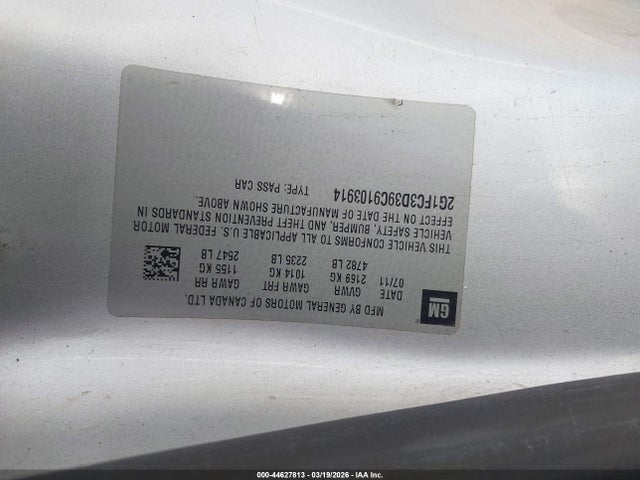 GM
MFD BY GENERAL MOTORS OF CANADA LTD.
DATE GVWR GAWR FRT GAWR RR
07/11 2169 KG 1014 KG 1155 KG
4782 LB 2235 LB 2547 LB
THIS VEHICLE CONFORMS TO ALL APPLICABLE U.S. FEDERAL MOTOR
VEHICLE SAFETY, BUMPER, AND THEFT PREVENTION STANDARDS IN
EFFECT ON THE DATE OF MANUFACTURE SHOWN ABOVE.
2G1FC3D39C9103914 TYPE: PASS CAR
000-44627813 - 03/19/2026 - IAA Inc.